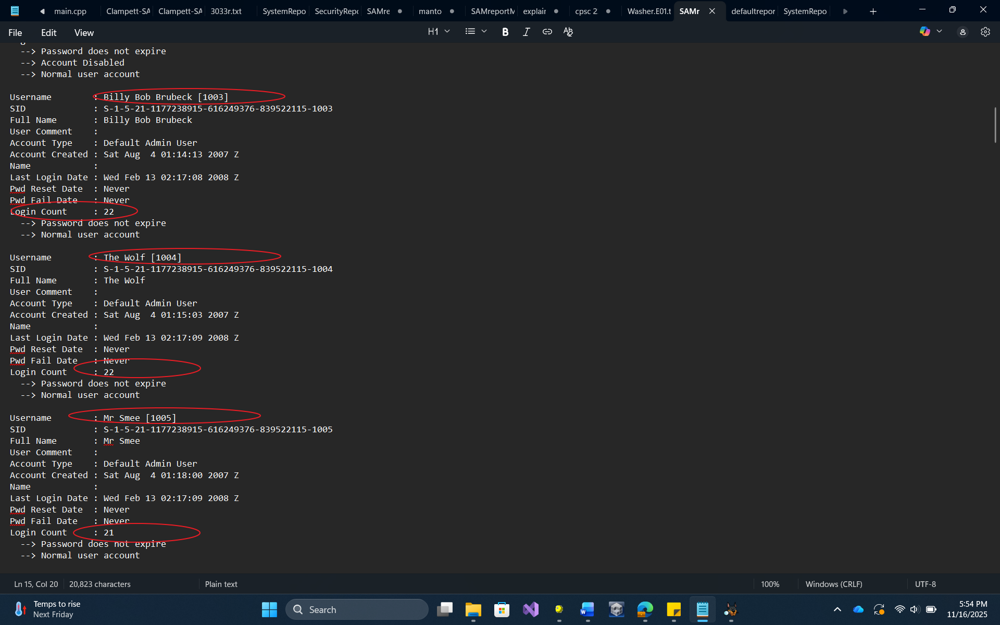 main.cpp Clampett-SA Clampett-SA 3033r.txt SystemRepo SecurityRepo SAMre manto SAMreportM explair cpsc 2 Washer.E01.t SAMr defaultrepor SystemRepo
File Edit View H1
--> Password does not expire
--> Account Disabled
--> Normal user account
Username : Billy Bob Brubeck [1003]
SID : S-1-5-21-1177238915-616249376-839522115-1003
Full Name : Billy Bob Brubeck
User Comment :
Account Type : Default Admin User
Account Created : Sat Aug  4 01:14:13 2007 Z
Name :
Last Login Date : Wed Feb 13 02:17:08 2008 Z
Pwd Reset Date : Never
Pwd Fail Date : Never
Login Count : 22
--> Password does not expire
--> Normal user account
Username : The Wolf [1004]
SID : S-1-5-21-1177238915-616249376-839522115-1004
Full Name : The Wolf
User Comment :
Account Type : Default Admin User
Account Created : Sat Aug  4 01:15:03 2007 Z
Name :
Last Login Date : Wed Feb 13 02:17:09 2008 Z
Pwd Reset Date : Never
Pwd Fail Date : Never
Login Count : 22
--> Password does not expire
--> Normal user account
Username : Mr Smee [1005]
SID : S-1-5-21-1177238915-616249376-839522115-1005
Full Name : Mr Smee
User Comment :
Account Type : Default Admin User
Account Created : Sat Aug  4 01:18:00 2007 Z
Name :
Last Login Date : Wed Feb 13 02:17:09 2008 Z
Pwd Reset Date : Never
Pwd Fail Date : Never
Login Count : 21
--> Password does not expire
--> Normal user account
Ln 15, Col 20 20,823 characters Plain text 100% Windows (CRLF) UTF-8
Temps to rise
Next Friday
Search
5:54 PM
11/16/2025